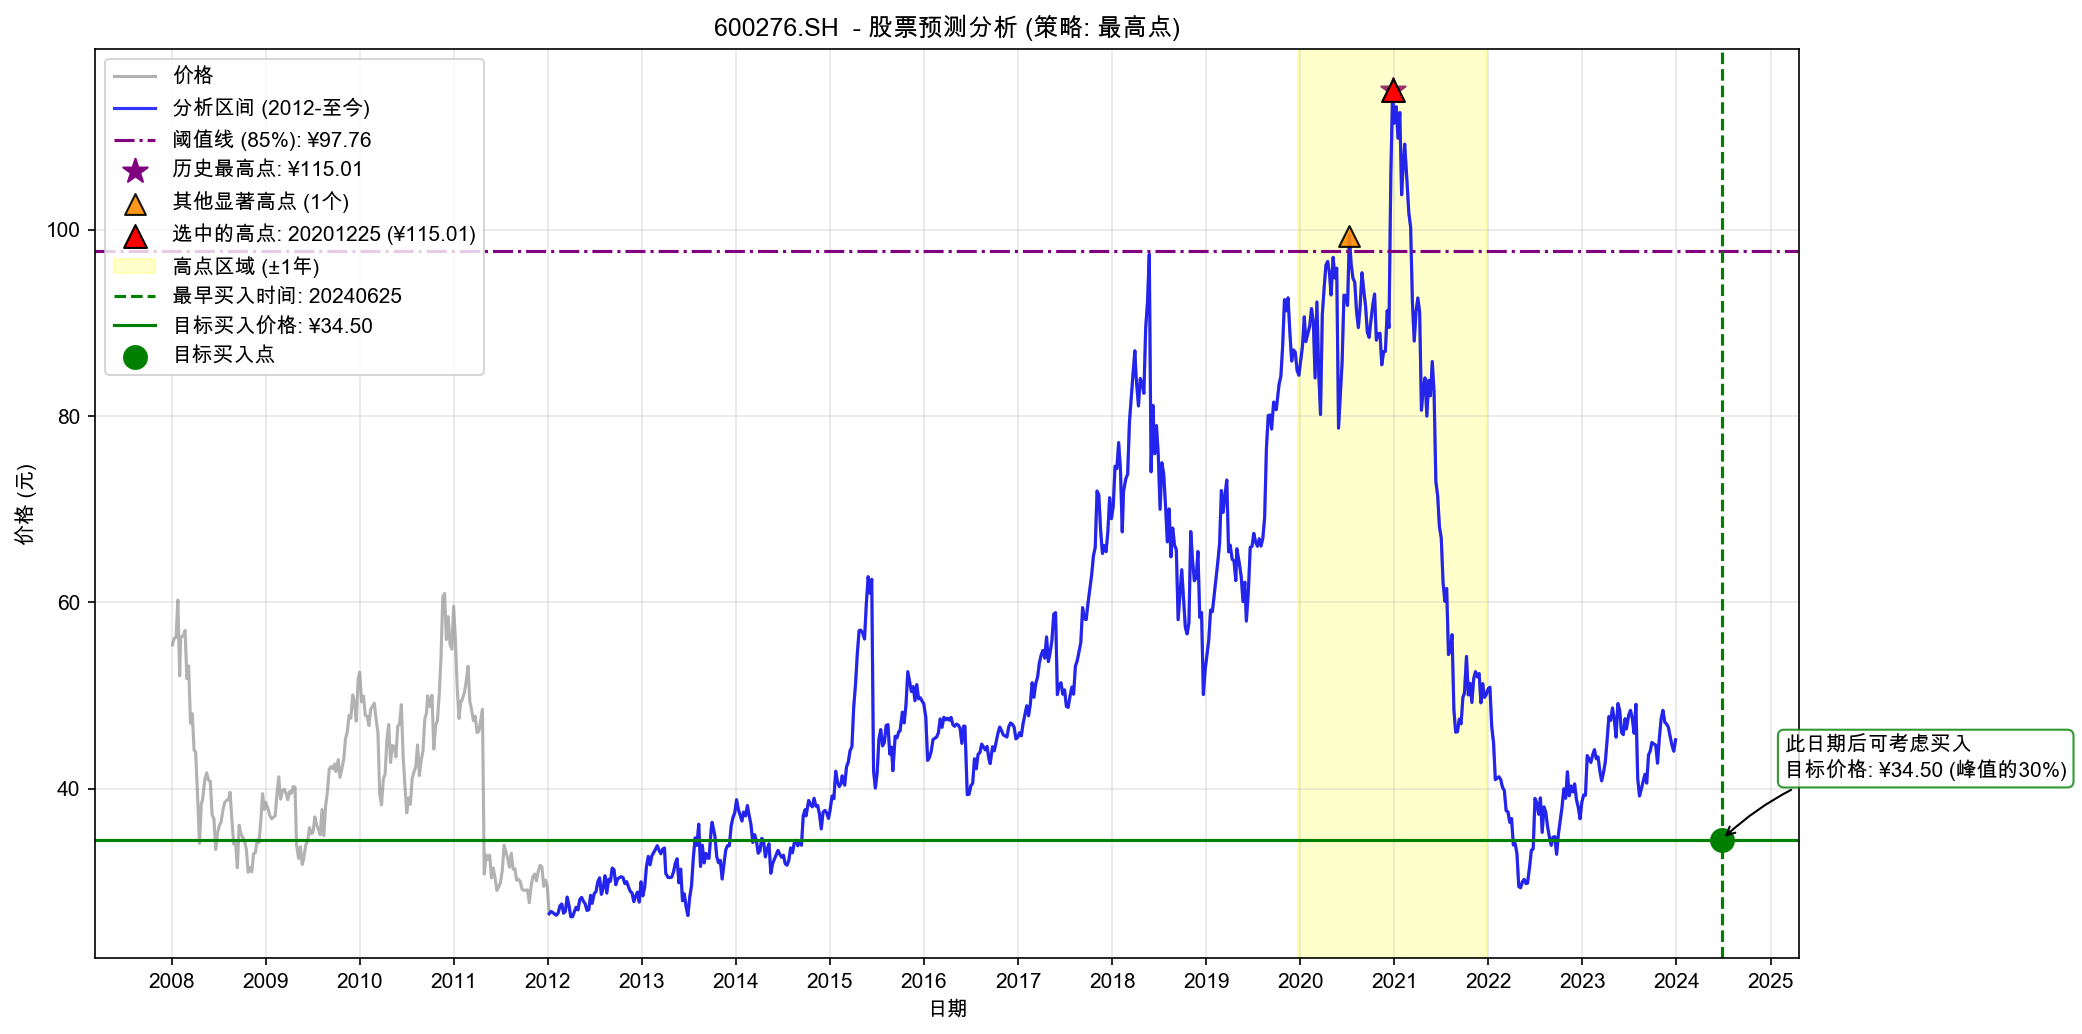 600276.SH - 股票预测分析 (策略: 最高点)
价格
分析区间 (2012-至今)
阈值线 (85%): ¥97.76
历史最高点: ¥115.01
其他显著高点 (1个)
选中的高点: 20201225 (¥115.01)
高点区域 (±1年)
最早买入时间: 20240625
目标买入价格: ¥34.50
目标买入点
价格 (元)
100
80
60
40
此日期后可考虑买入
目标价格: ¥34.50 (峰值的30%)
2008 2009 2010 2011 2012 2013 2014 2015 2016 2017 2018 2019 2020 2021 2022 2023 2024 2025
日期